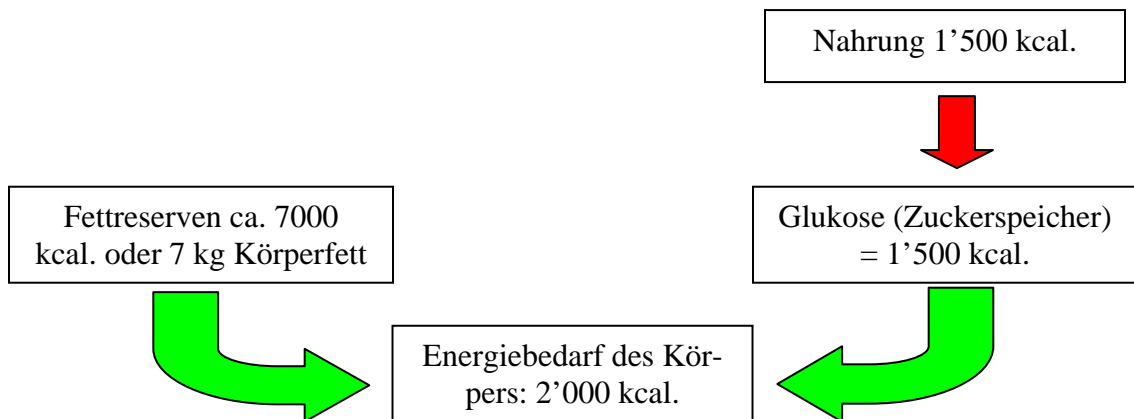 Nahrung 1’500 kcal.
Fettreserven ca. 7000
kcal. oder 7 kg Körperfett
Glukose (Zuckerspeicher)
= 1’500 kcal.
Energiebedarf des Kör-
pers: 2’000 kcal.